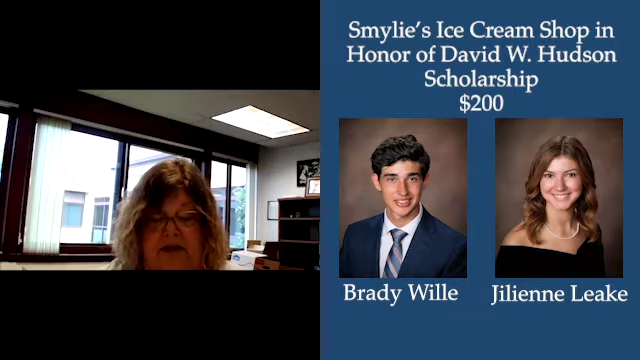 Smylie’s Ice Cream Shop in
Honor of David W. Hudson
Scholarship
$200
Brady Wille
Jilienne Leake